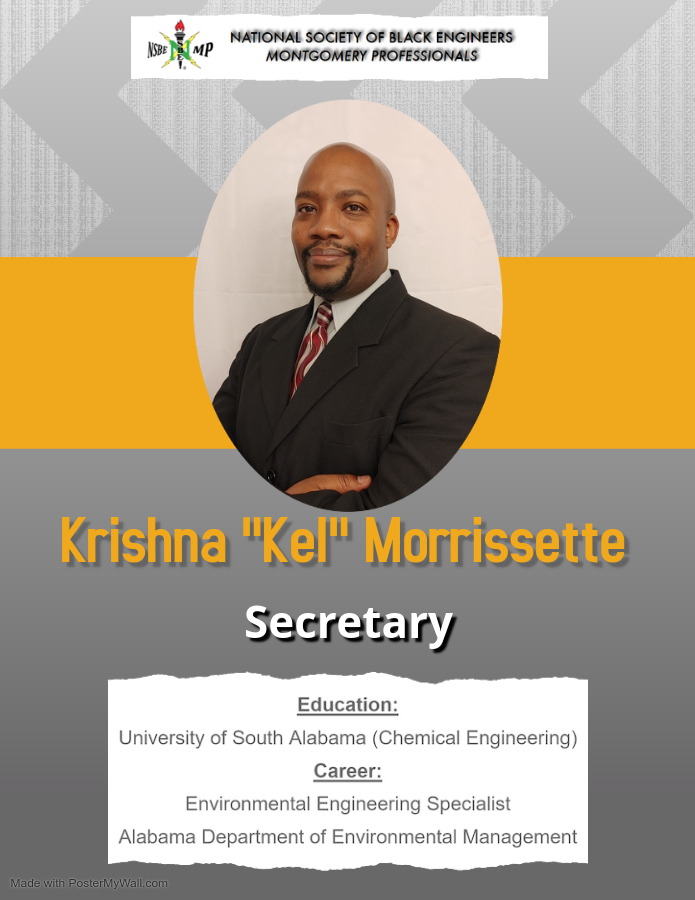 NSBE
NSBE
MP
NATIONAL SOCIETY OF BLACK ENGINEERS
MONTGOMERY PROFESSIONALS
Krishna "Kel" Morrissette
Secretary
Education:
University of South Alabama (Chemical Engineering)
Career:
Environmental Engineering Specialist
Alabama Department of Environmental Management
Made with PosterMyWall.com